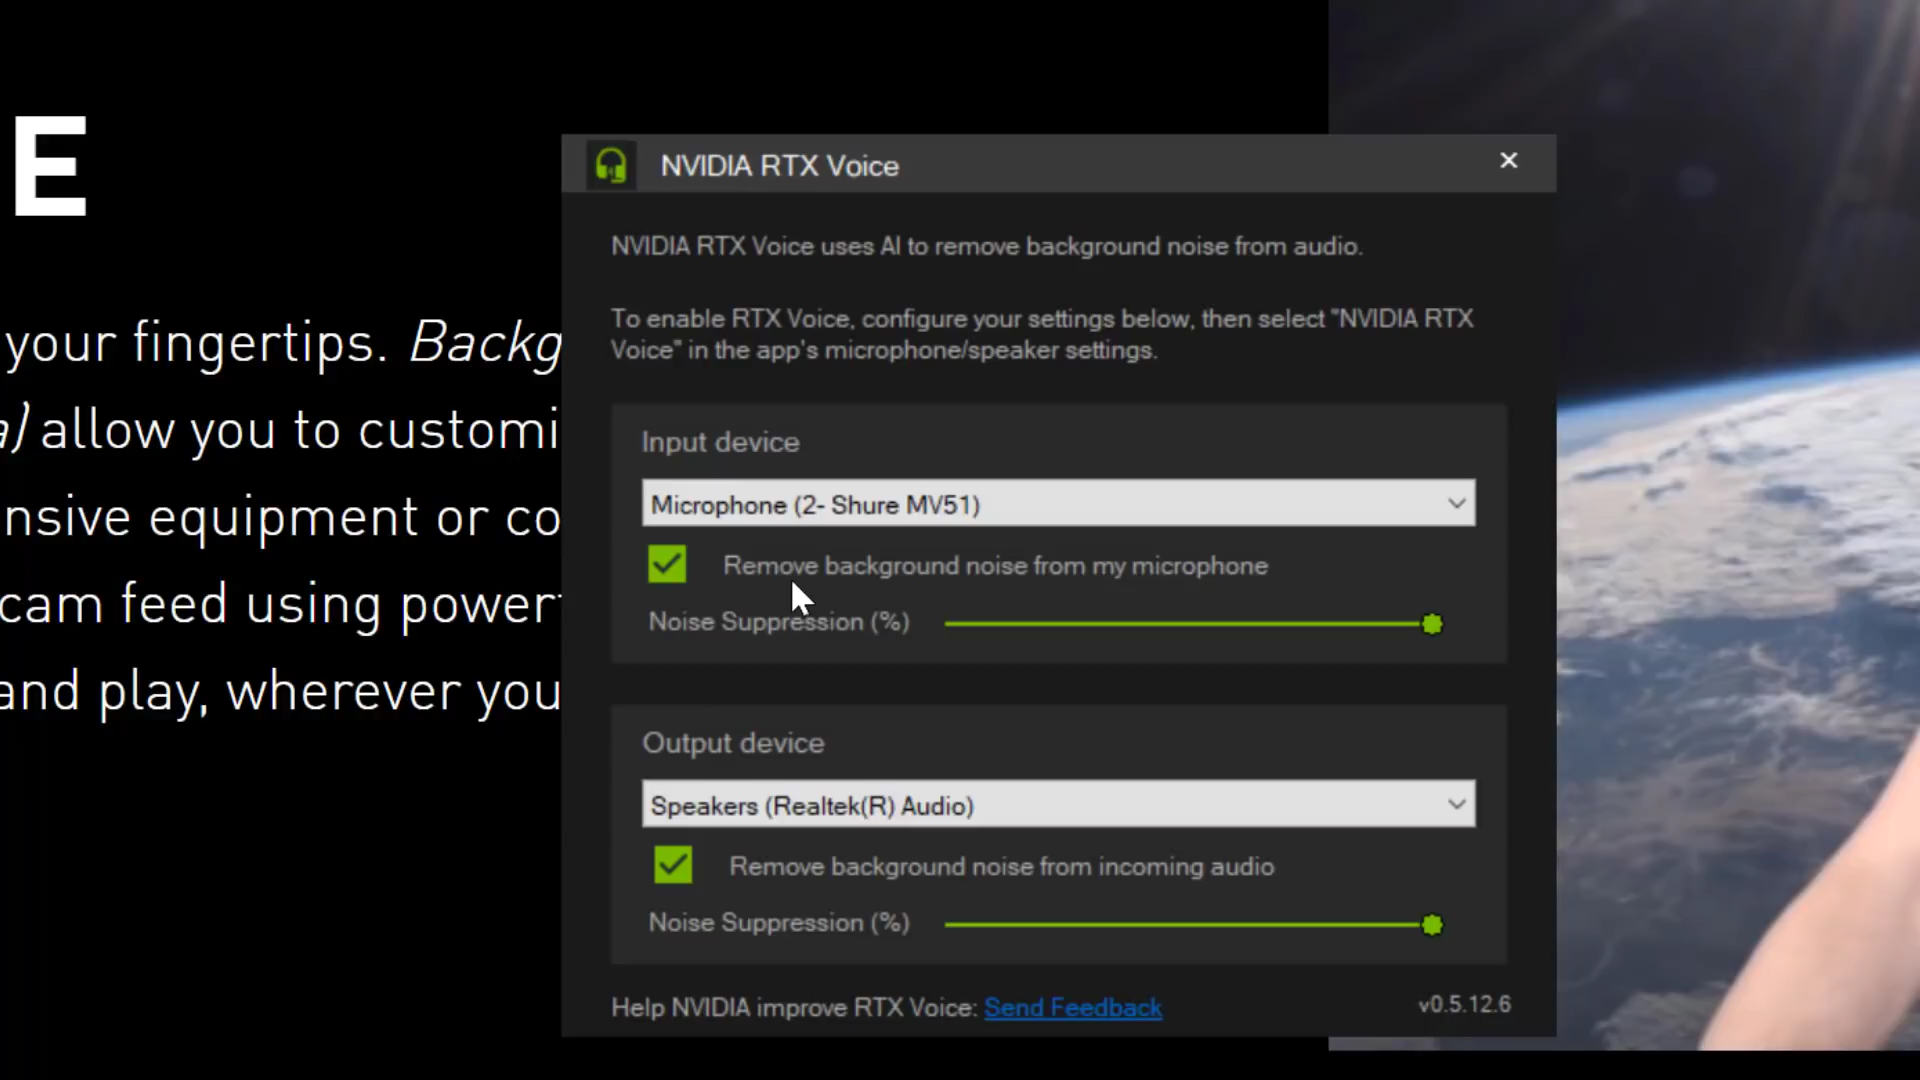 E
your fingertips. Backg
allow you to customi
nsive equipment or co
cam feed using power
and play, wherever you
NVIDIA RTX Voice
NVIDIA RTX Voice uses AI to remove background noise from audio.
To enable RTX Voice, configure your settings below, then select "NVIDIA RTX
Voice" in the app's microphone/speaker settings.
Input device
Microphone (2- Shure MV51)
Remove background noise from my microphone
Noise Suppression (%)
Output device
Speakers (Realtek(R) Audio)
Remove background noise from incoming audio
Noise Suppression (%)
Help NVIDIA improve RTX Voice: Send Feedback
v0.5.12.6